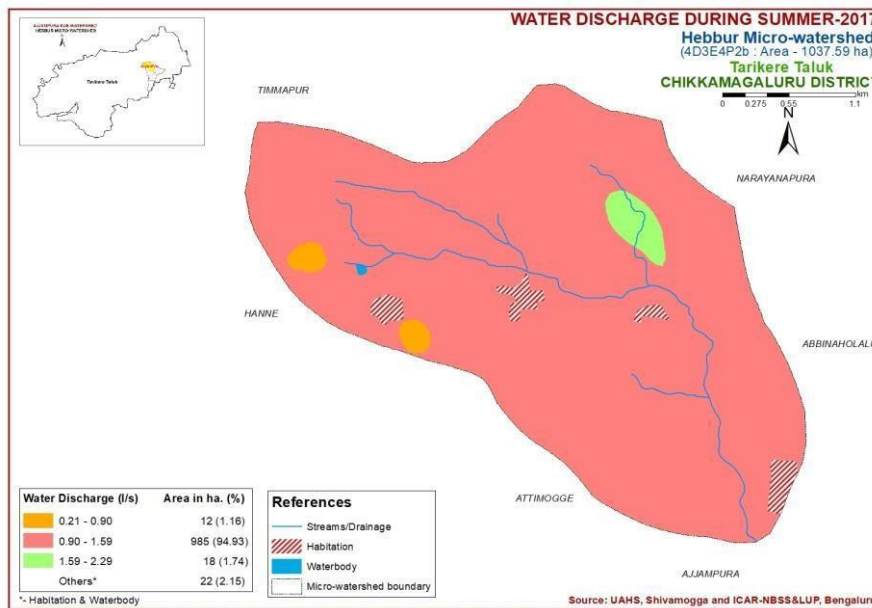 WATER DISCHARGE DURING SUMMER-2017
Hebbur Micro-watershed
(4D3E4P2b : Area - 1037.59 ha)
Tarikere Taluk
CHIKKAMAGALURU DISTRICT
km
0 0.275 0.55 1.1
N
HEBBUR MICRO-WATERSHED
N
Tarikere Taluk
TIMMAPUR
NARAYANAPURA
HANNE
ABBINAHOLALU
ATTIMOGGE
AJJAMPURA
Water Discharge (l/s) Area in ha. (%)
0.21 - 0.90 12 (1.16)
0.90 - 1.59 985 (94.93)
1.59 - 2.29 18 (1.74)
Others* 22 (2.15)
*- Habitation & Waterbody
References
Streams/Drainage
Habitation
Waterbody
Micro-watershed boundary
Source: UAHS, Shivamogga and ICAR-NBSS&LUP, Bengaluru